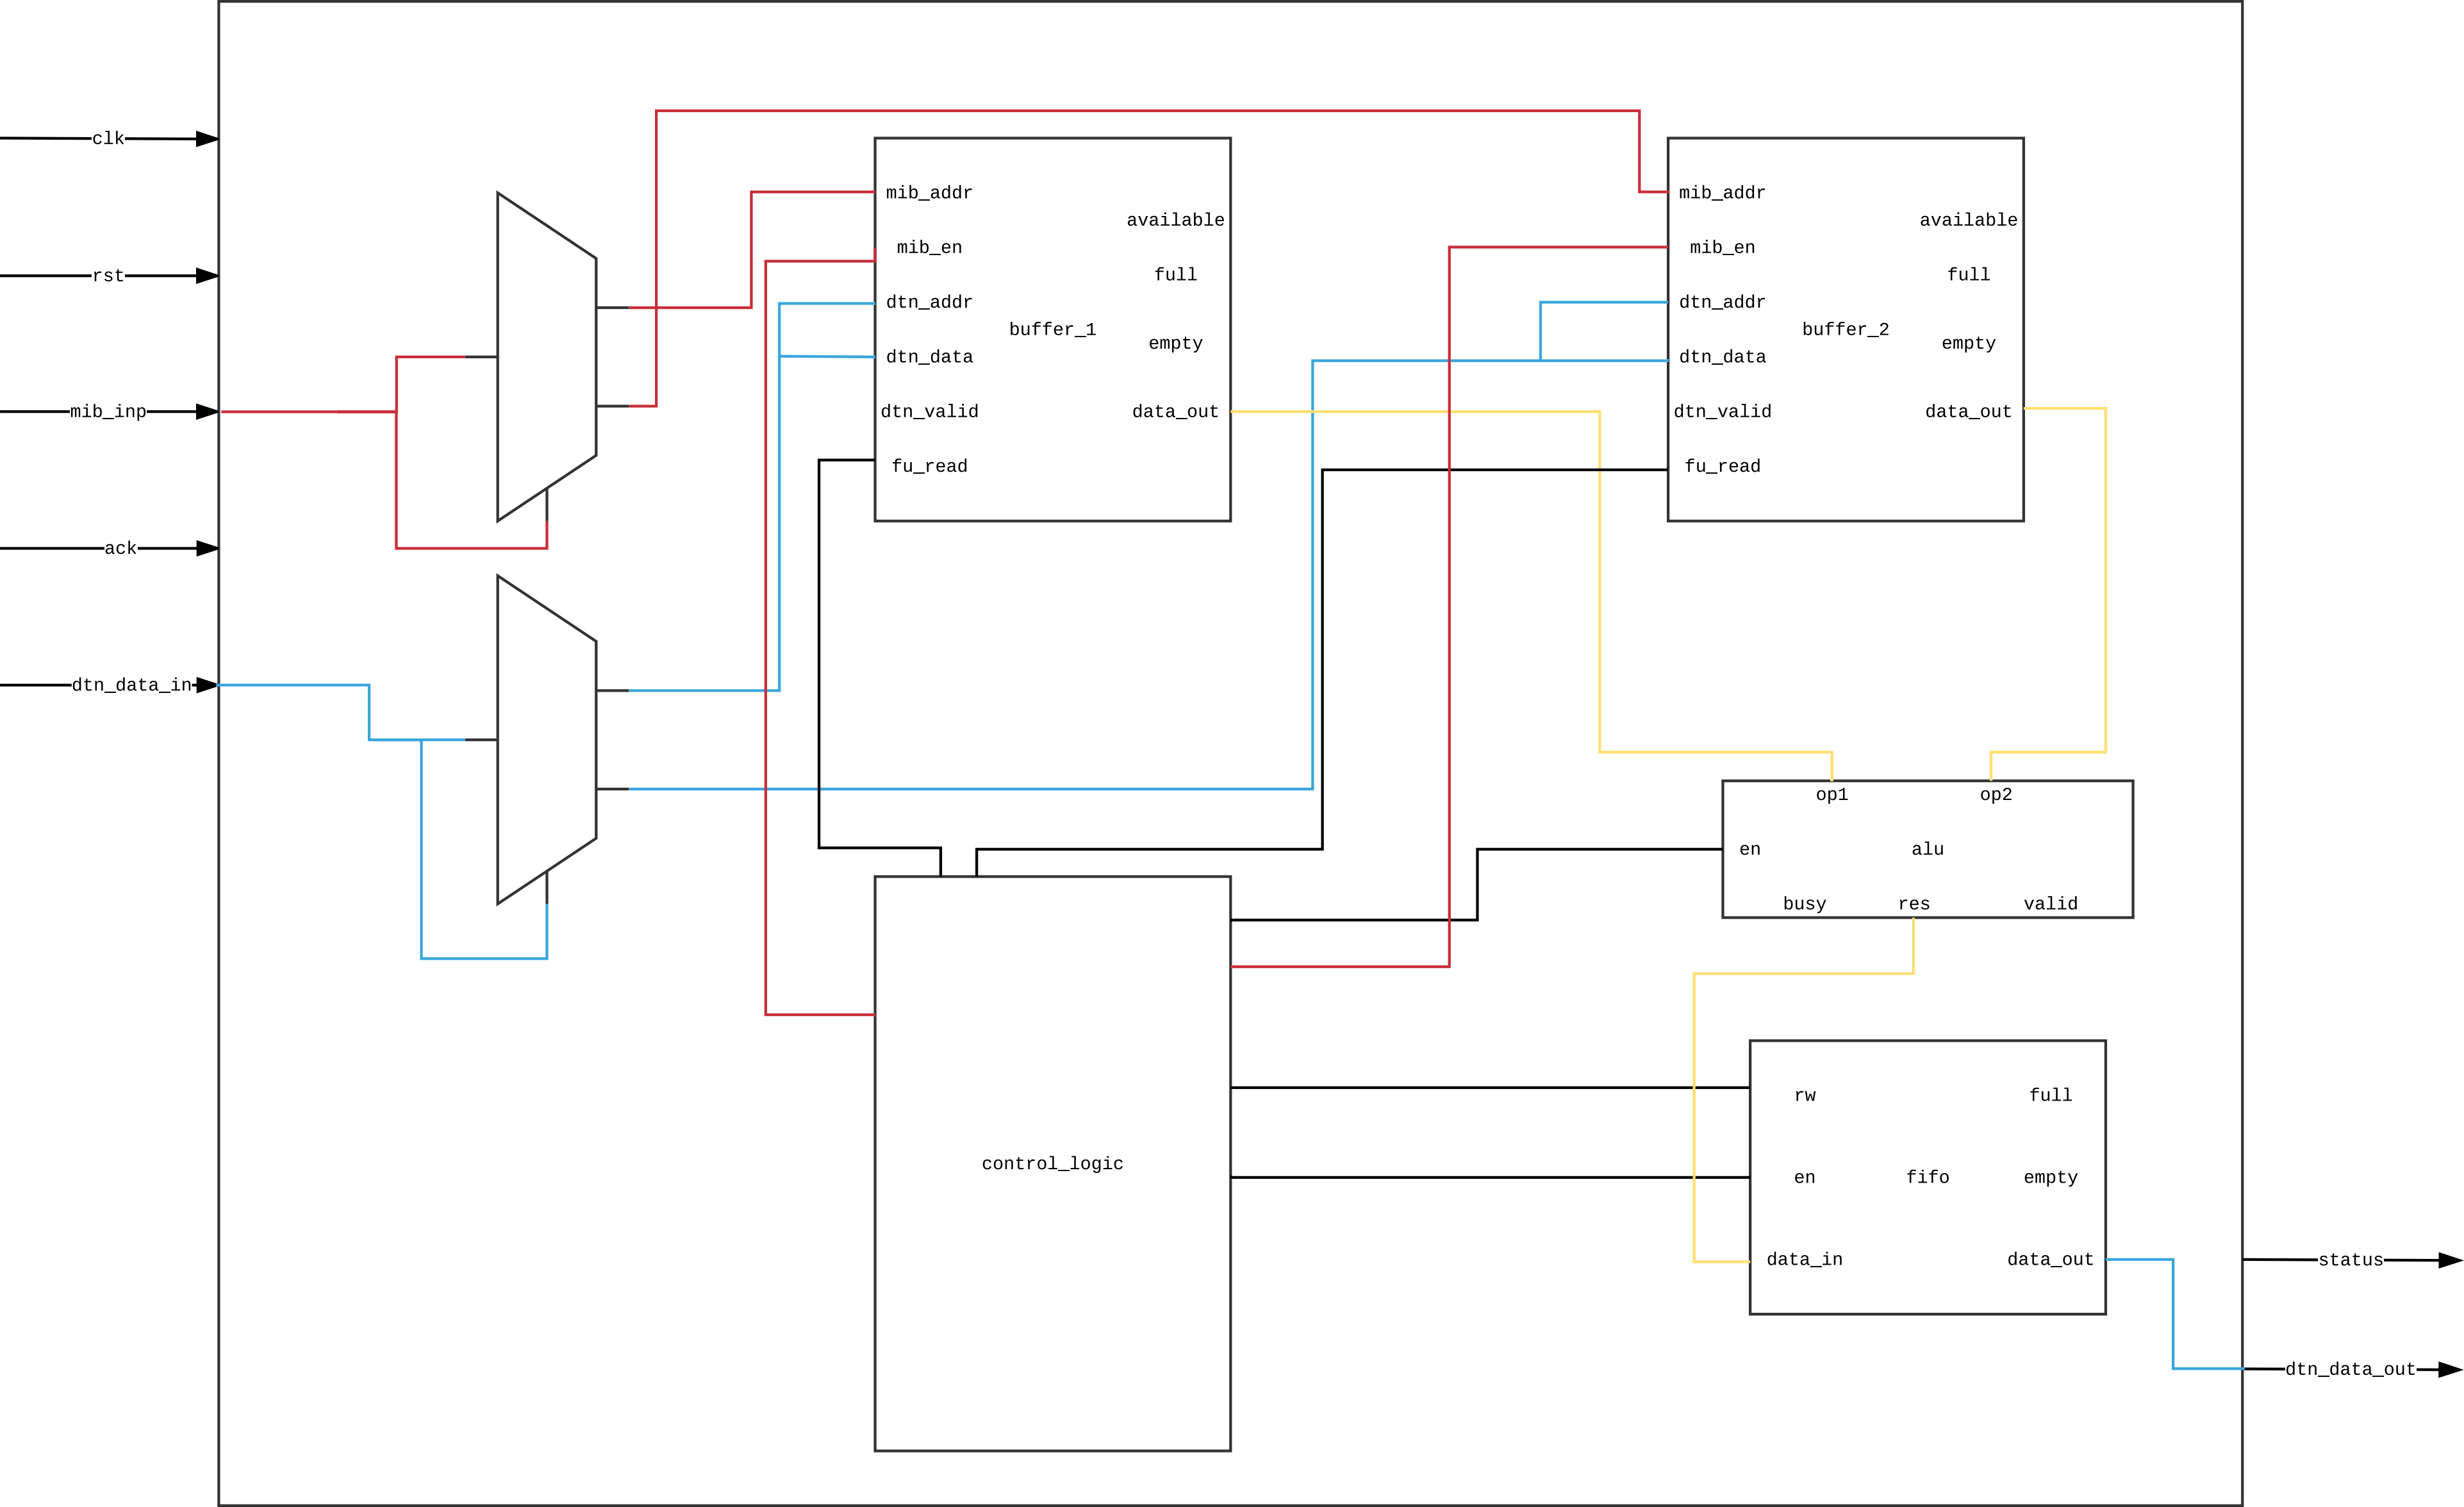 clk
rst
mib_inp
ack
dtn_data_in
mib_addr
mib_en
dtn_addr
dtn_data
dtn_valid
fu_read
buffer_1
available
full
empty
data_out
mib_addr
mib_en
dtn_addr
dtn_data
dtn_valid
fu_read
buffer_2
available
full
empty
data_out
op1
op2
en
alu
busy
res
valid
control_logic
rw
full
en
fifo
empty
data_in
data_out
status
dtn_data_out